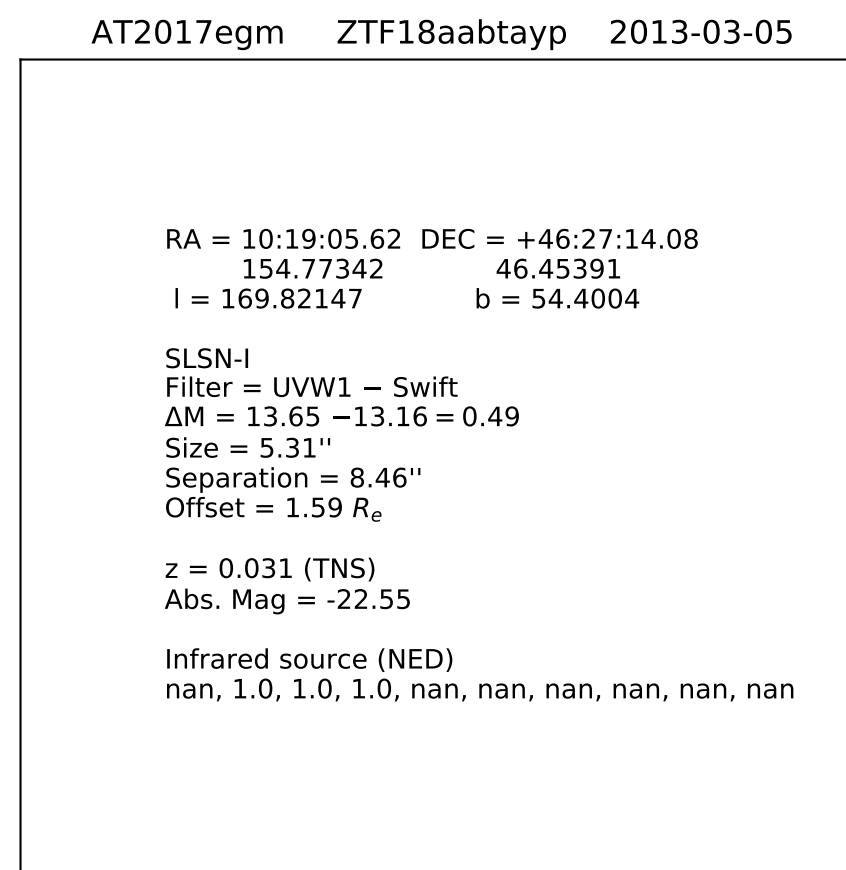 AT2017egm ZTF18aabtayp 2013-03-05
RA = 10:19:05.62 DEC = +46:27:14.08
154.77342 46.45391
l = 169.82147 b = 54.4004
SLSN-I
Filter = UVW1 − Swift
ΔM = 13.65 −13.16 = 0.49
Size = 5.31''
Separation = 8.46''
Offset = 1.59 Rₑ
z = 0.031 (TNS)
Abs. Mag = -22.55
Infrared source (NED)
nan, 1.0, 1.0, 1.0, nan, nan, nan, nan, nan, nan